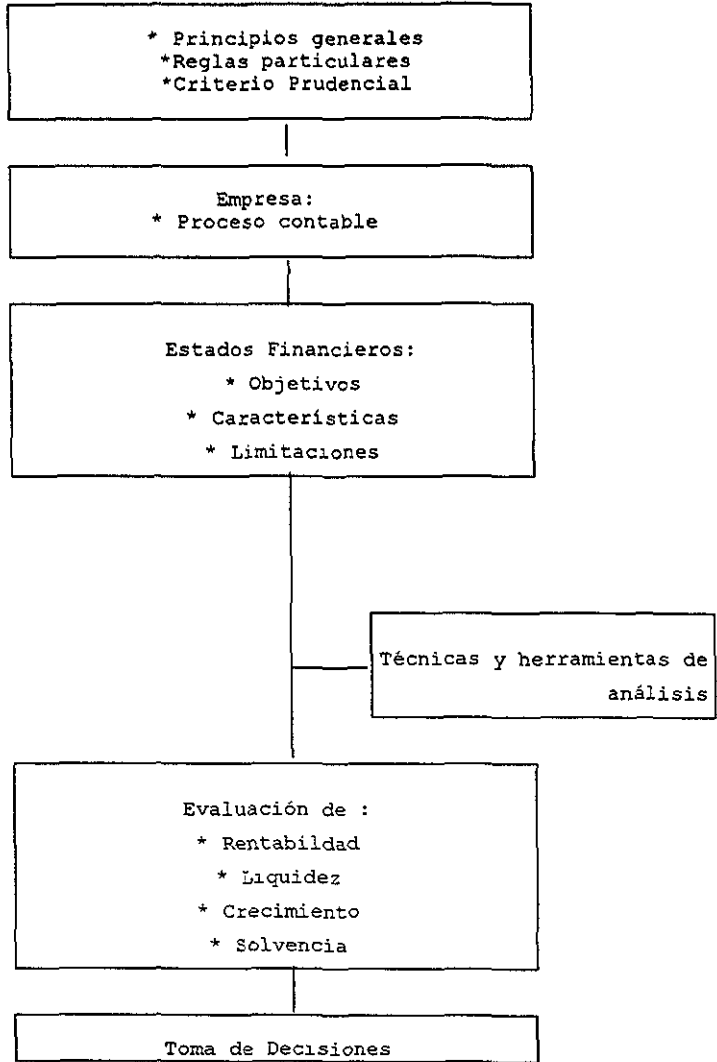 * Principios generales
*Reglas particulares
*Criterio Prudencial
Empresa:
* Proceso contable
Estados Financieros:
* Objetivos
* Características
* Limitaciones
Técnicas y herramientas de
análisis
Evaluación de :
* Rentabildad
* Liquidez
* Crecimiento
* Solvencia
Toma de Decisiones